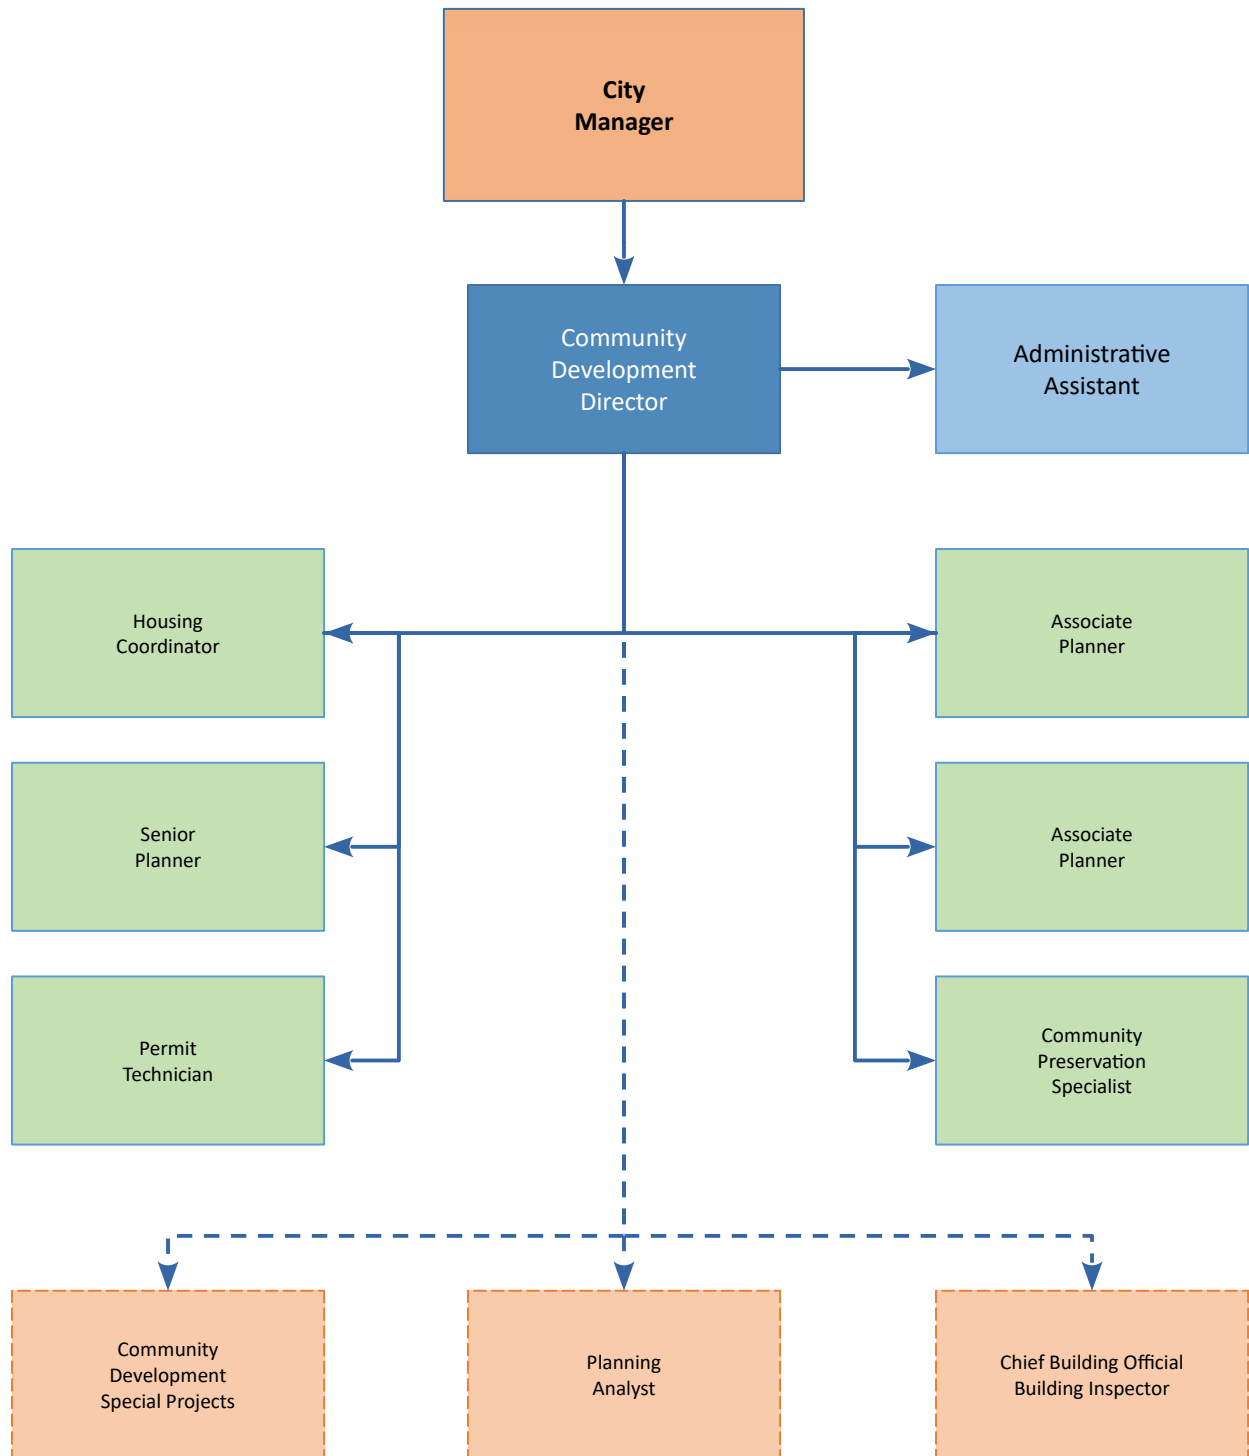 City
Manager
Community
Development
Director
Administrative
Assistant
Housing
Coordinator
Associate
Planner
Senior
Planner
Associate
Planner
Permit
Technician
Community
Preservation
Specialist
Community
Development
Special Projects
Planning
Analyst
Chief Building Official
Building Inspector